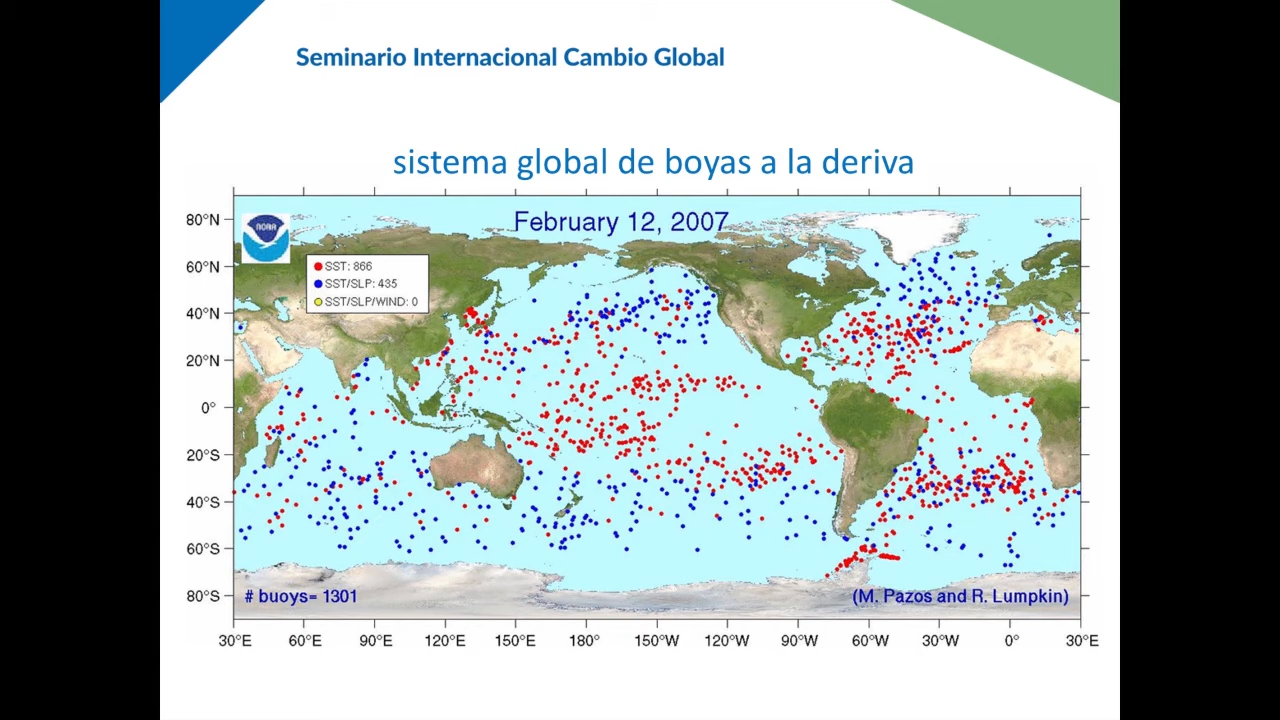 Seminario Internacional Cambio Global
sistema global de boyas a la deriva
February 12, 2007
NOAA
SST: 866
SST/SLP: 435
SST/SLP/WIND: 0
80°N
60°N
40°N
20°N
0°
20°S
40°S
60°S
80°S
# buoys= 1301
(M. Pazos and R. Lumpkin)
30°E 60°E 90°E 120°E 150°E 180° 150°W 120°W 90°W 60°W 30°W 0° 30°E